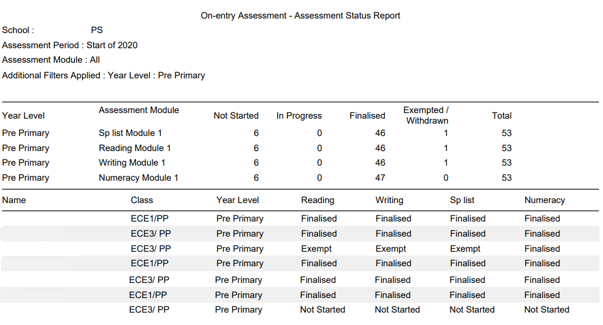 On-entry Assessment - Assessment Status Report
School : PS
Assessment Period : Start of 2020
Assessment Module : All
Additional Filters Applied : Year Level : Pre Primary
Year Level Assessment Module Not Started In Progress Finalised Exempted / Withdrawn Total
Pre Primary Sp list Module 1 6 0 46 1 53
Pre Primary Reading Module 1 6 0 46 1 53
Pre Primary Writing Module 1 6 0 46 1 53
Pre Primary Numeracy Module 1 6 0 47 0 53
Name Class Year Level Reading Writing Sp list Numeracy
ECE1/PP Pre Primary Finalised Finalised Finalised Finalised
ECE3/ PP Pre Primary Finalised Finalised Finalised Finalised
ECE3/ PP Pre Primary Exempt Exempt Exempt Finalised
ECE1/PP Pre Primary Finalised Finalised Finalised Finalised
ECE3/ PP Pre Primary Finalised Finalised Finalised Finalised
ECE1/PP Pre Primary Finalised Finalised Finalised Finalised
ECE3/ PP Pre Primary Not Started Not Started Not Started Not Started